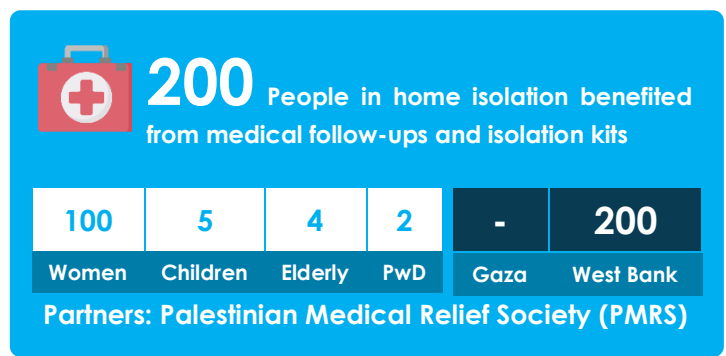 200 People in home isolation benefited
from medical follow-ups and isolation kits
100 5 4 2 - 200
Women Children Elderly PwD Gaza West Bank
Partners: Palestinian Medical Relief Society (PMRS)